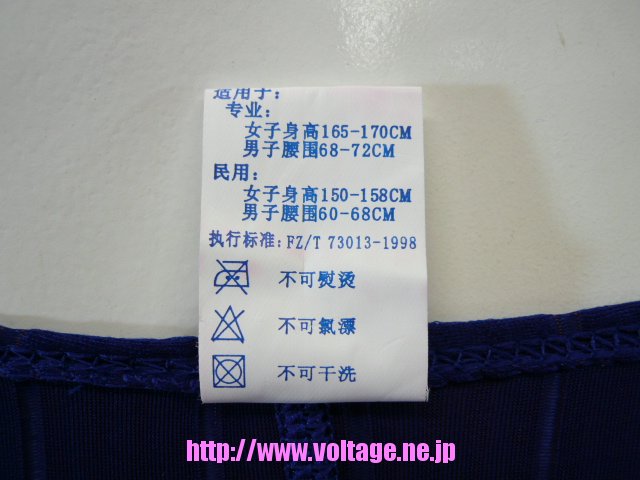 适用于：
专业：
女子身高165-170CM
男子腰围68-72CM
民用：
女子身高150-158CM
男子腰围60-68CM
执行标准：FZ/T 73013-1998
不可熨烫
不可氯漂
不可干洗
http://www.voltage.ne.jp